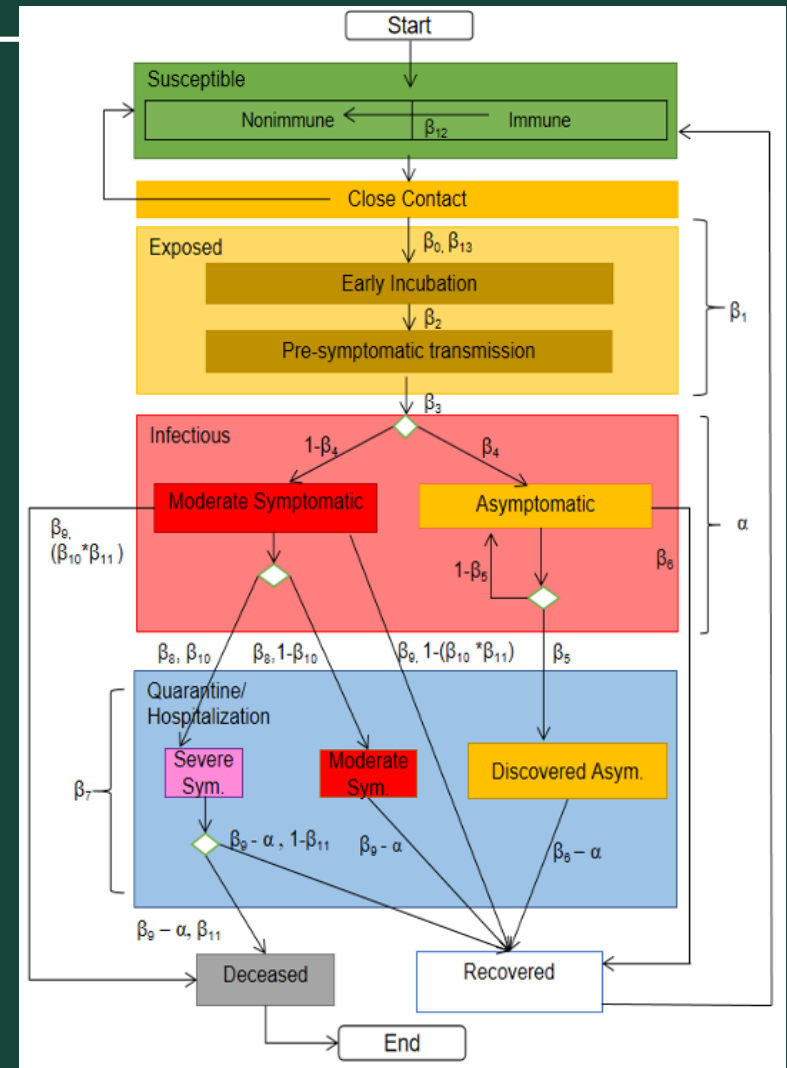 Start
Susceptible
Nonimmune
β12
Immune
Close Contact
β0, β13
Exposed
Early Incubation
β2
Pre-symptomatic transmission
β1
β3
Infectious
1-β4
β4
Moderate Symptomatic
Asymptomatic
α
β9,
(β10*β11)
1-β5
β6
β8, β10
β8,1-β10
β9, 1-(β10 *β11)
β5
Quarantine/
Hospitalization
Severe
Sym.
Moderate
Sym.
Discovered Asym.
β7
β9 - α , 1-β11
β9 - α
β6 – α
β9 – α, β11
Deceased
Recovered
End